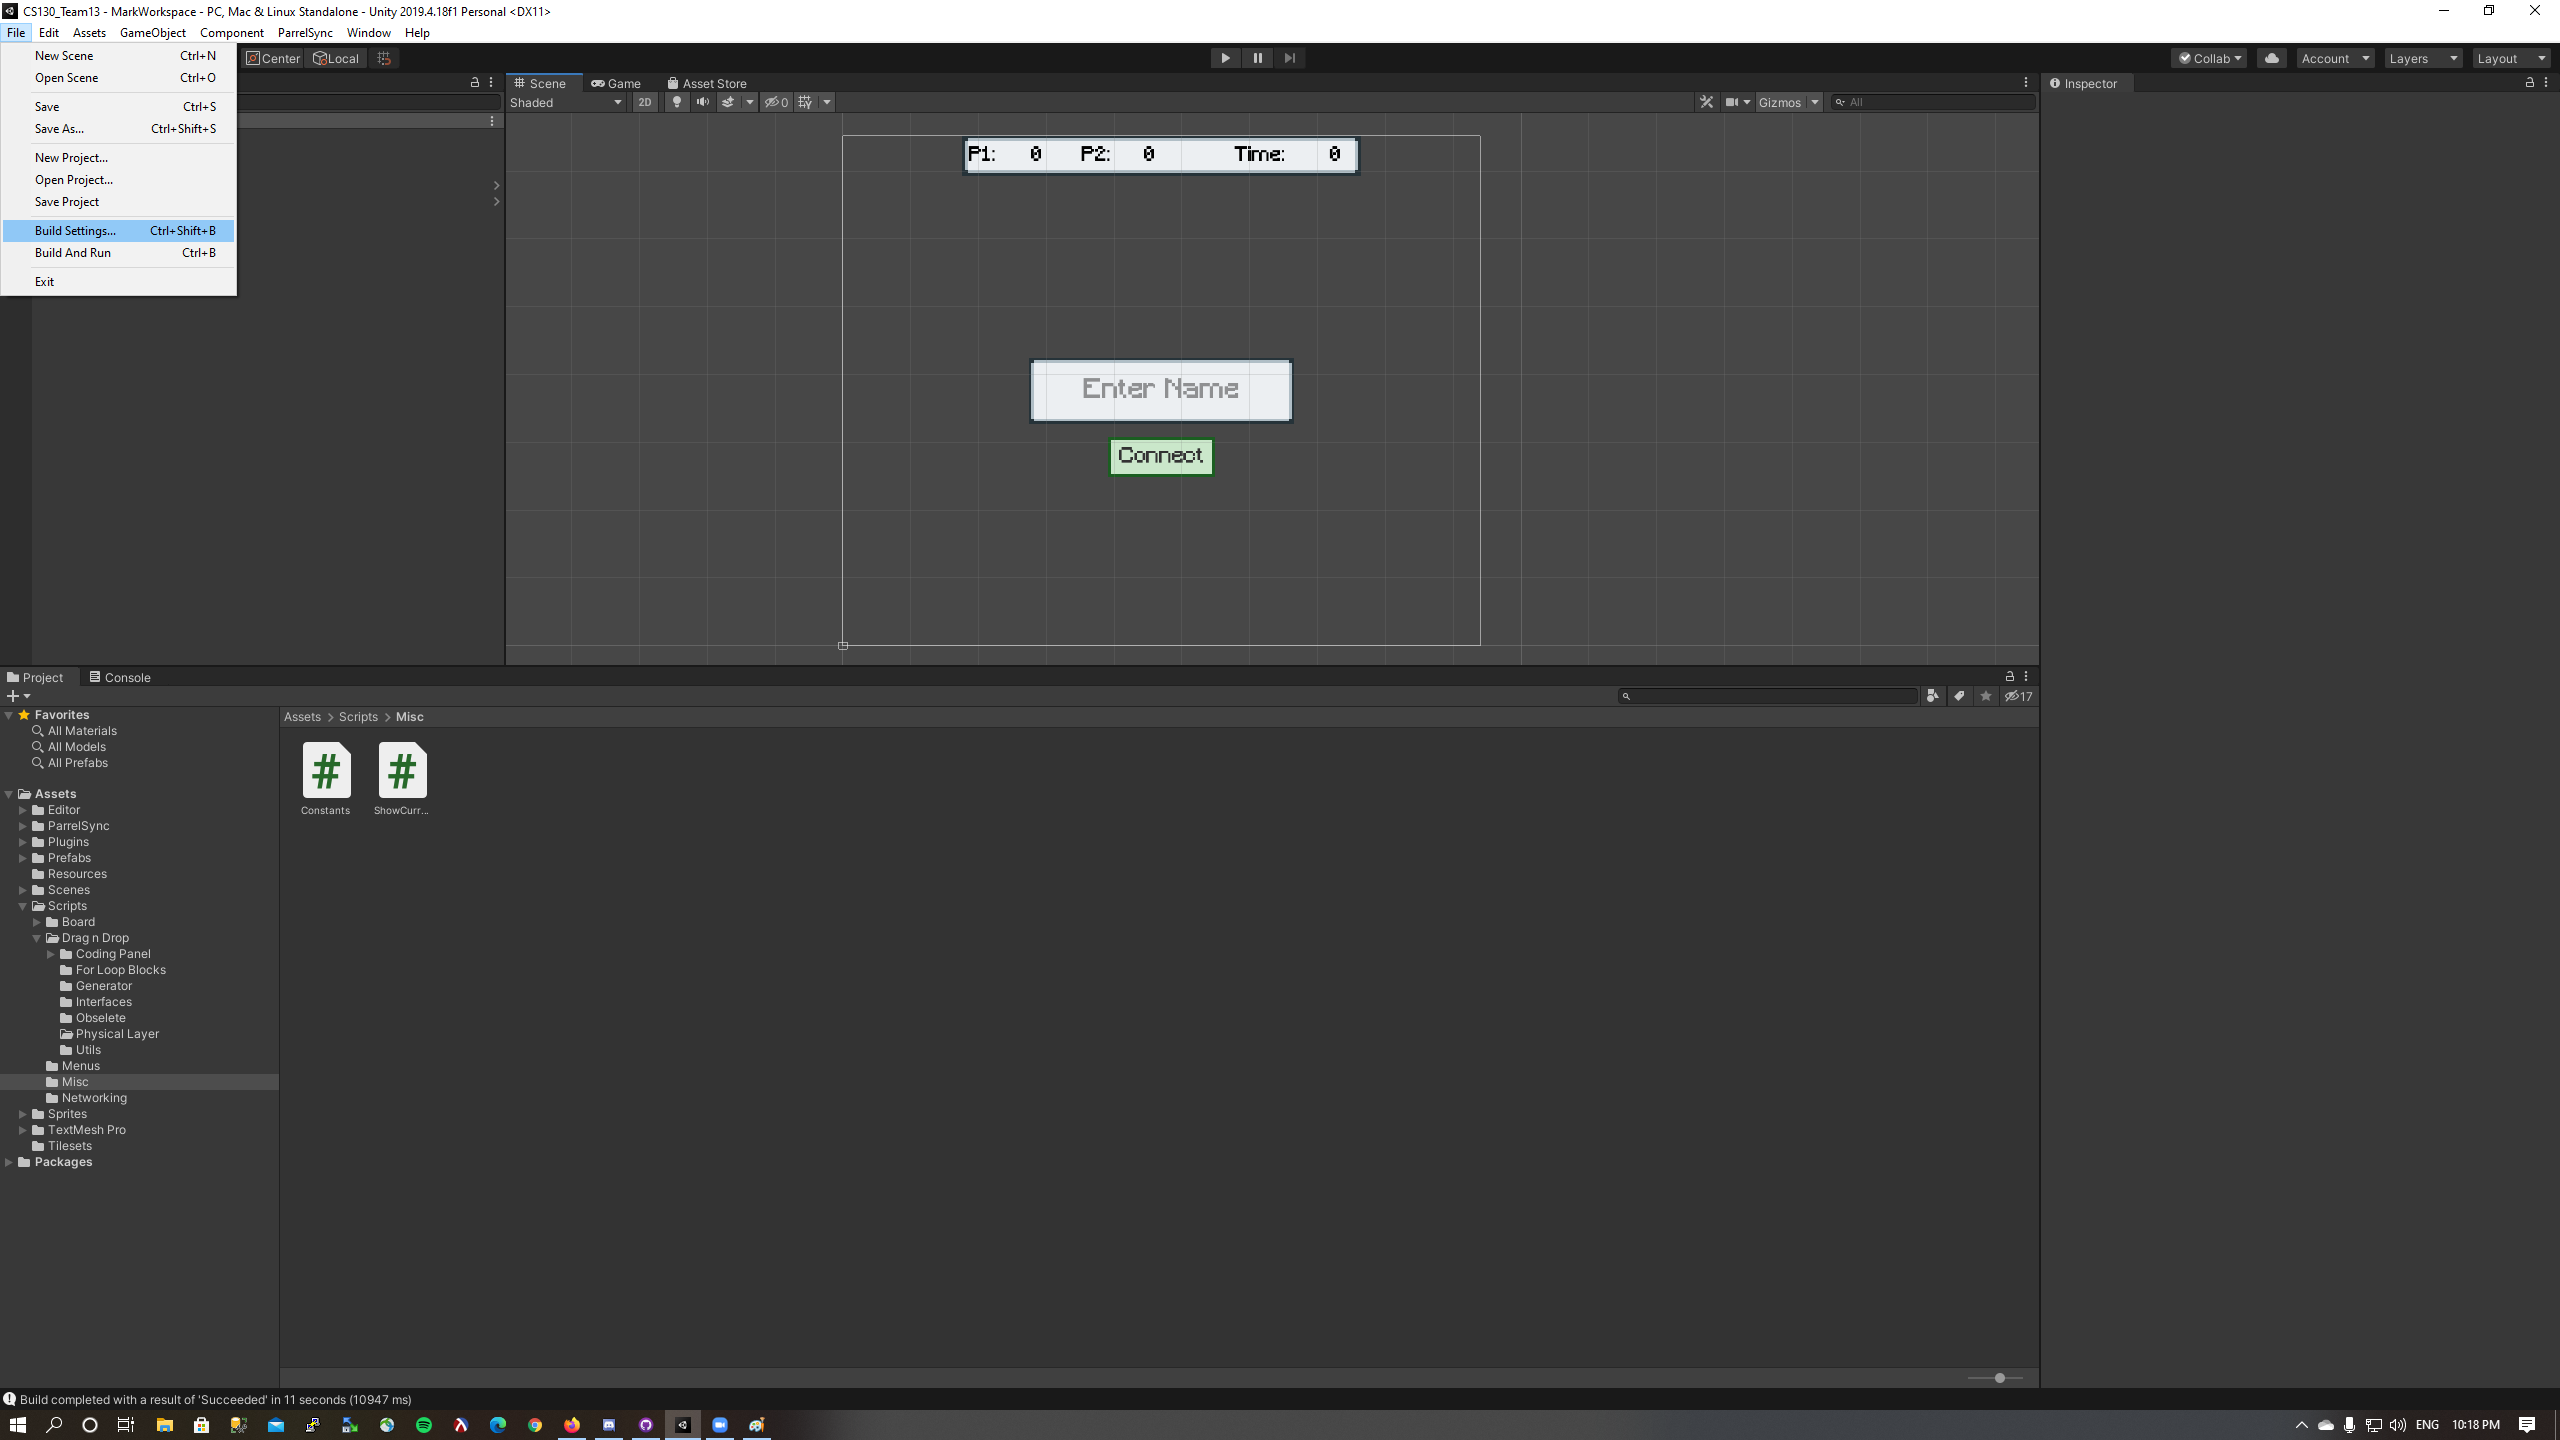 CS130_Team13 - MarkWorkspace - PC, Mac & Linux Standalone - Unity 2019.4.18f1 Personal <DX11>
File Edit Assets GameObject Component ParrelSync Window Help
New Scene Ctrl+N
Open Scene Ctrl+O
Save Ctrl+S
Save As... Ctrl+Shift+S
New Project...
Open Project...
Save Project
Build Settings... Ctrl+Shift+B
Build And Run Ctrl+B
Exit
Center Local
Collab Account Layers Layout
Scene Game Asset Store
Shaded 2D 0 Gizmos All
P1: 0 P2: 0 Time: 0
Enter Name
Connect
Inspector
Project Console
17
Favorites
All Materials
All Models
All Prefabs
Assets
Editor
ParrelSync
Plugins
Prefabs
Resources
Scenes
Scripts
Board
Drag n Drop
Coding Panel
For Loop Blocks
Generator
Interfaces
Obselete
Physical Layer
Utils
Menus
Misc
Networking
Sprites
TextMesh Pro
Tilesets
Packages
Assets > Scripts > Misc
Constants
ShowCurr...
Build completed with a result of 'Succeeded' in 11 seconds (10947 ms)
ENG 10:18 PM